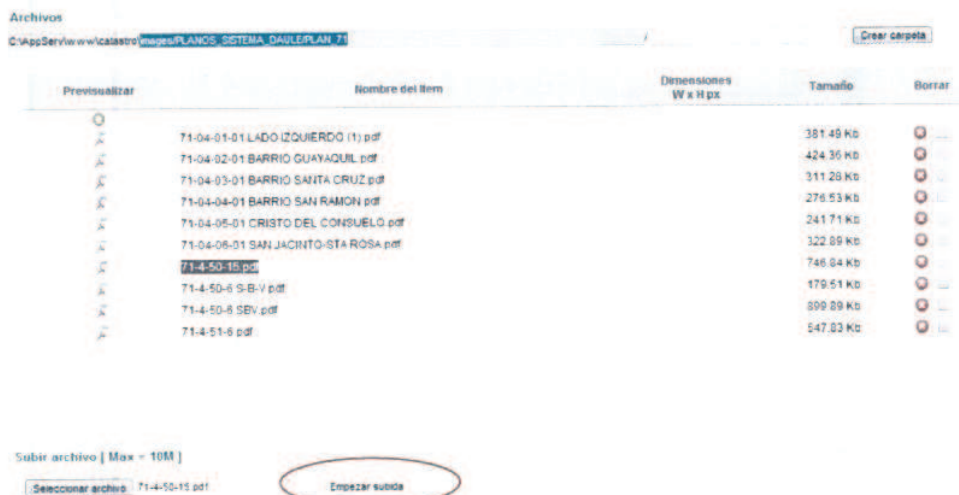 Archivos
C:\AppServ\www\catastro\images/PLANOS_SISTEMA_DAULE/PLAN_71 / Crear carpeta
Previsualizar Nombre del Item Dimensiones W x H px Tamaño Borrar
71-04-01-01 LADO IZQUIERDO (1).pdf 381.49 Kb
71-04-02-01 BARRIO GUAYAQUIL.pdf 424.36 Kb
71-04-03-01 BARRIO SANTA CRUZ.pdf 311.28 Kb
71-04-04-01 BARRIO SAN RAMON.pdf 276.53 Kb
71-04-05-01 CRISTO DEL CONSUELO.pdf 241.71 Kb
71-04-06-01 SAN JACINTO-STA ROSA.pdf 322.89 Kb
71-4-50-15.pdf 746.84 Kb
71-4-50-6 S-B-V.pdf 179.51 Kb
71-4-50-6 SBV.pdf 899.89 Kb
71-4-51-6.pdf 547.83 Kb
Subir archivo [ Max = 10M ]
Seleccionar archivo 71-4-50-15.pdf Empezar subida